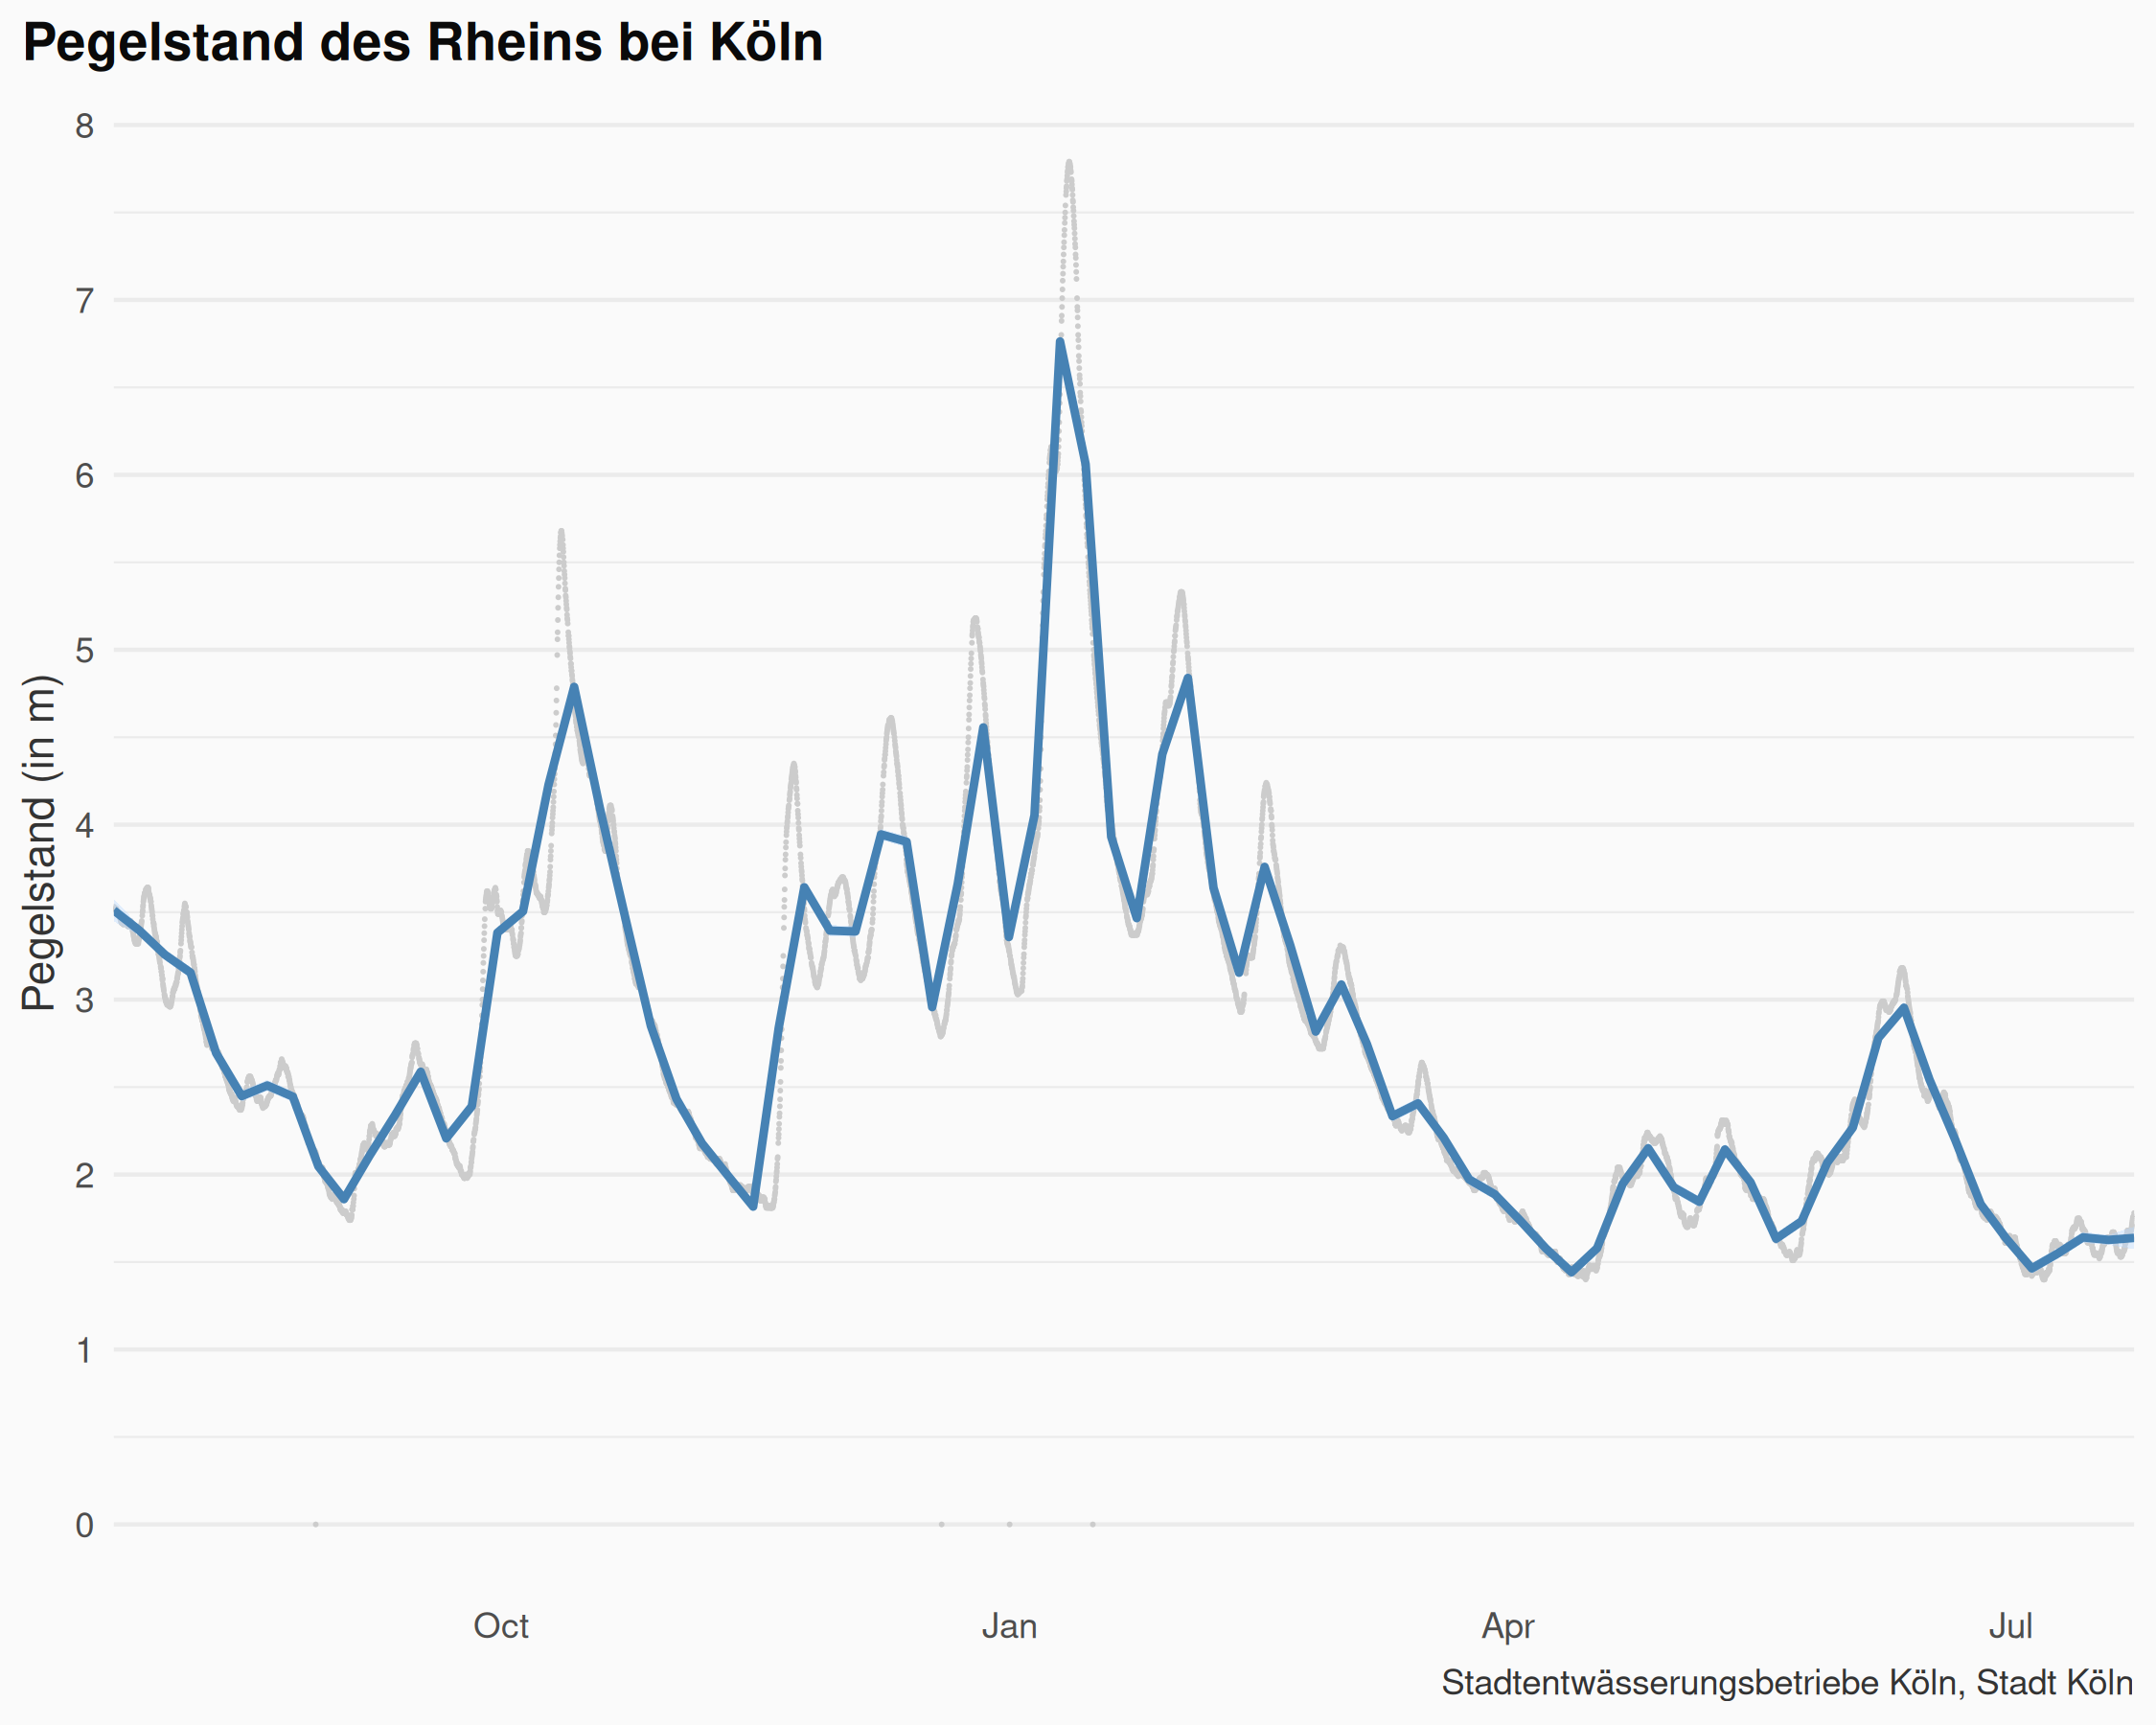 Pegelstand des Rheins bei Köln
Pegelstand (in m)
8
7
6
5
4
3
2
1
0
Oct Jan Apr Jul
Stadtentwässerungsbetriebe Köln, Stadt Köln